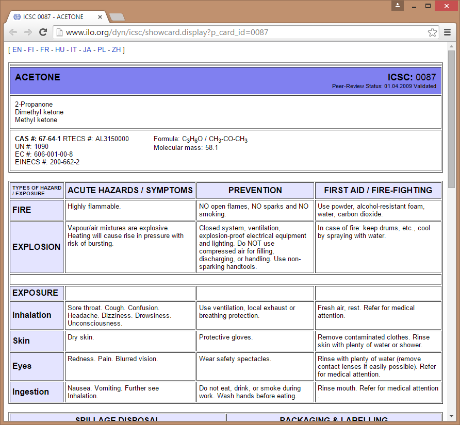 ICSC 0087 - ACETONE
www.ilo.org/dyn/icsc/showcard.display?p_card_id=0087
[ EN - FI - FR - HU - IT - JA - PL - ZH ]
ACETONE
ICSC: 0087
Peer-Review Status: 01.04.2009 Validated
2-Propanone
Dimethyl ketone
Methyl ketone
CAS #: 67-64-1 RTECS #: AL3150000
UN #: 1090
EC #: 606-001-00-8
EINECS #: 200-662-2
Formula: C3H6O / CH3-CO-CH3
Molecular mass: 58.1
TYPES OF HAZARD / EXPOSURE
ACUTE HAZARDS / SYMPTOMS
PREVENTION
FIRST AID / FIRE-FIGHTING
FIRE
Highly flammable.
NO open flames, NO sparks and NO
smoking.
Use powder, alcohol-resistant foam,
water, carbon dioxide
EXPLOSION
Vapour/air mixtures are explosive.
Heating will cause rise in pressure with
risk of bursting.
Closed system, ventilation,
explosion-proof electrical equipment
and lighting. Do NOT use
compressed air for filling,
discharging, or handling. Use non-
sparking handtools.
In case of fire: keep drums, etc., cool
by spraying with water.
EXPOSURE
Inhalation
Sore throat. Cough. Confusion.
Headache. Dizziness. Drowsiness.
Unconsciousness.
Use ventilation, local exhaust or
breathing protection.
Fresh air, rest. Refer for medical
attention.
Skin
Dry skin.
Protective gloves.
Remove contaminated clothes. Rinse
skin with plenty of water or shower
Eyes
Redness. Pain. Blurred vision
Wear safety spectacles.
Rinse with plenty of water (remove
contact lenses if easily possible). Refer
for medical attention.
Ingestion
Nausea. Vomiting. Further see
Inhalation.
Do not eat, drink, or smoke during
work. Wash hands before eating.
Rinse mouth. Refer for medical attention
SPILLAGE DISPOSAL
PACKAGING & LABELLING